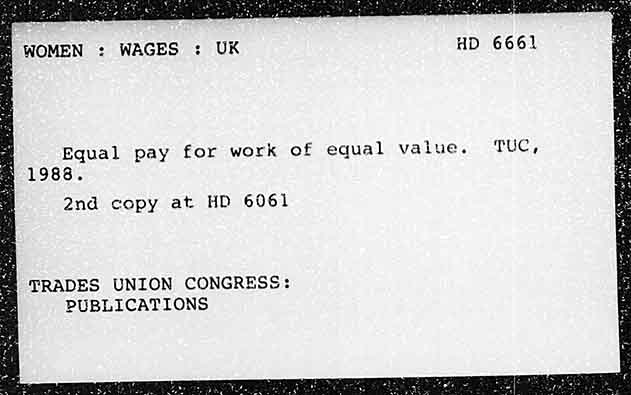 WOMEN : WAGES : UK HD 6661
Equal pay for work of equal value. TUC,
1988.
2nd copy at HD 6061
TRADES UNION CONGRESS:
PUBLICATIONS